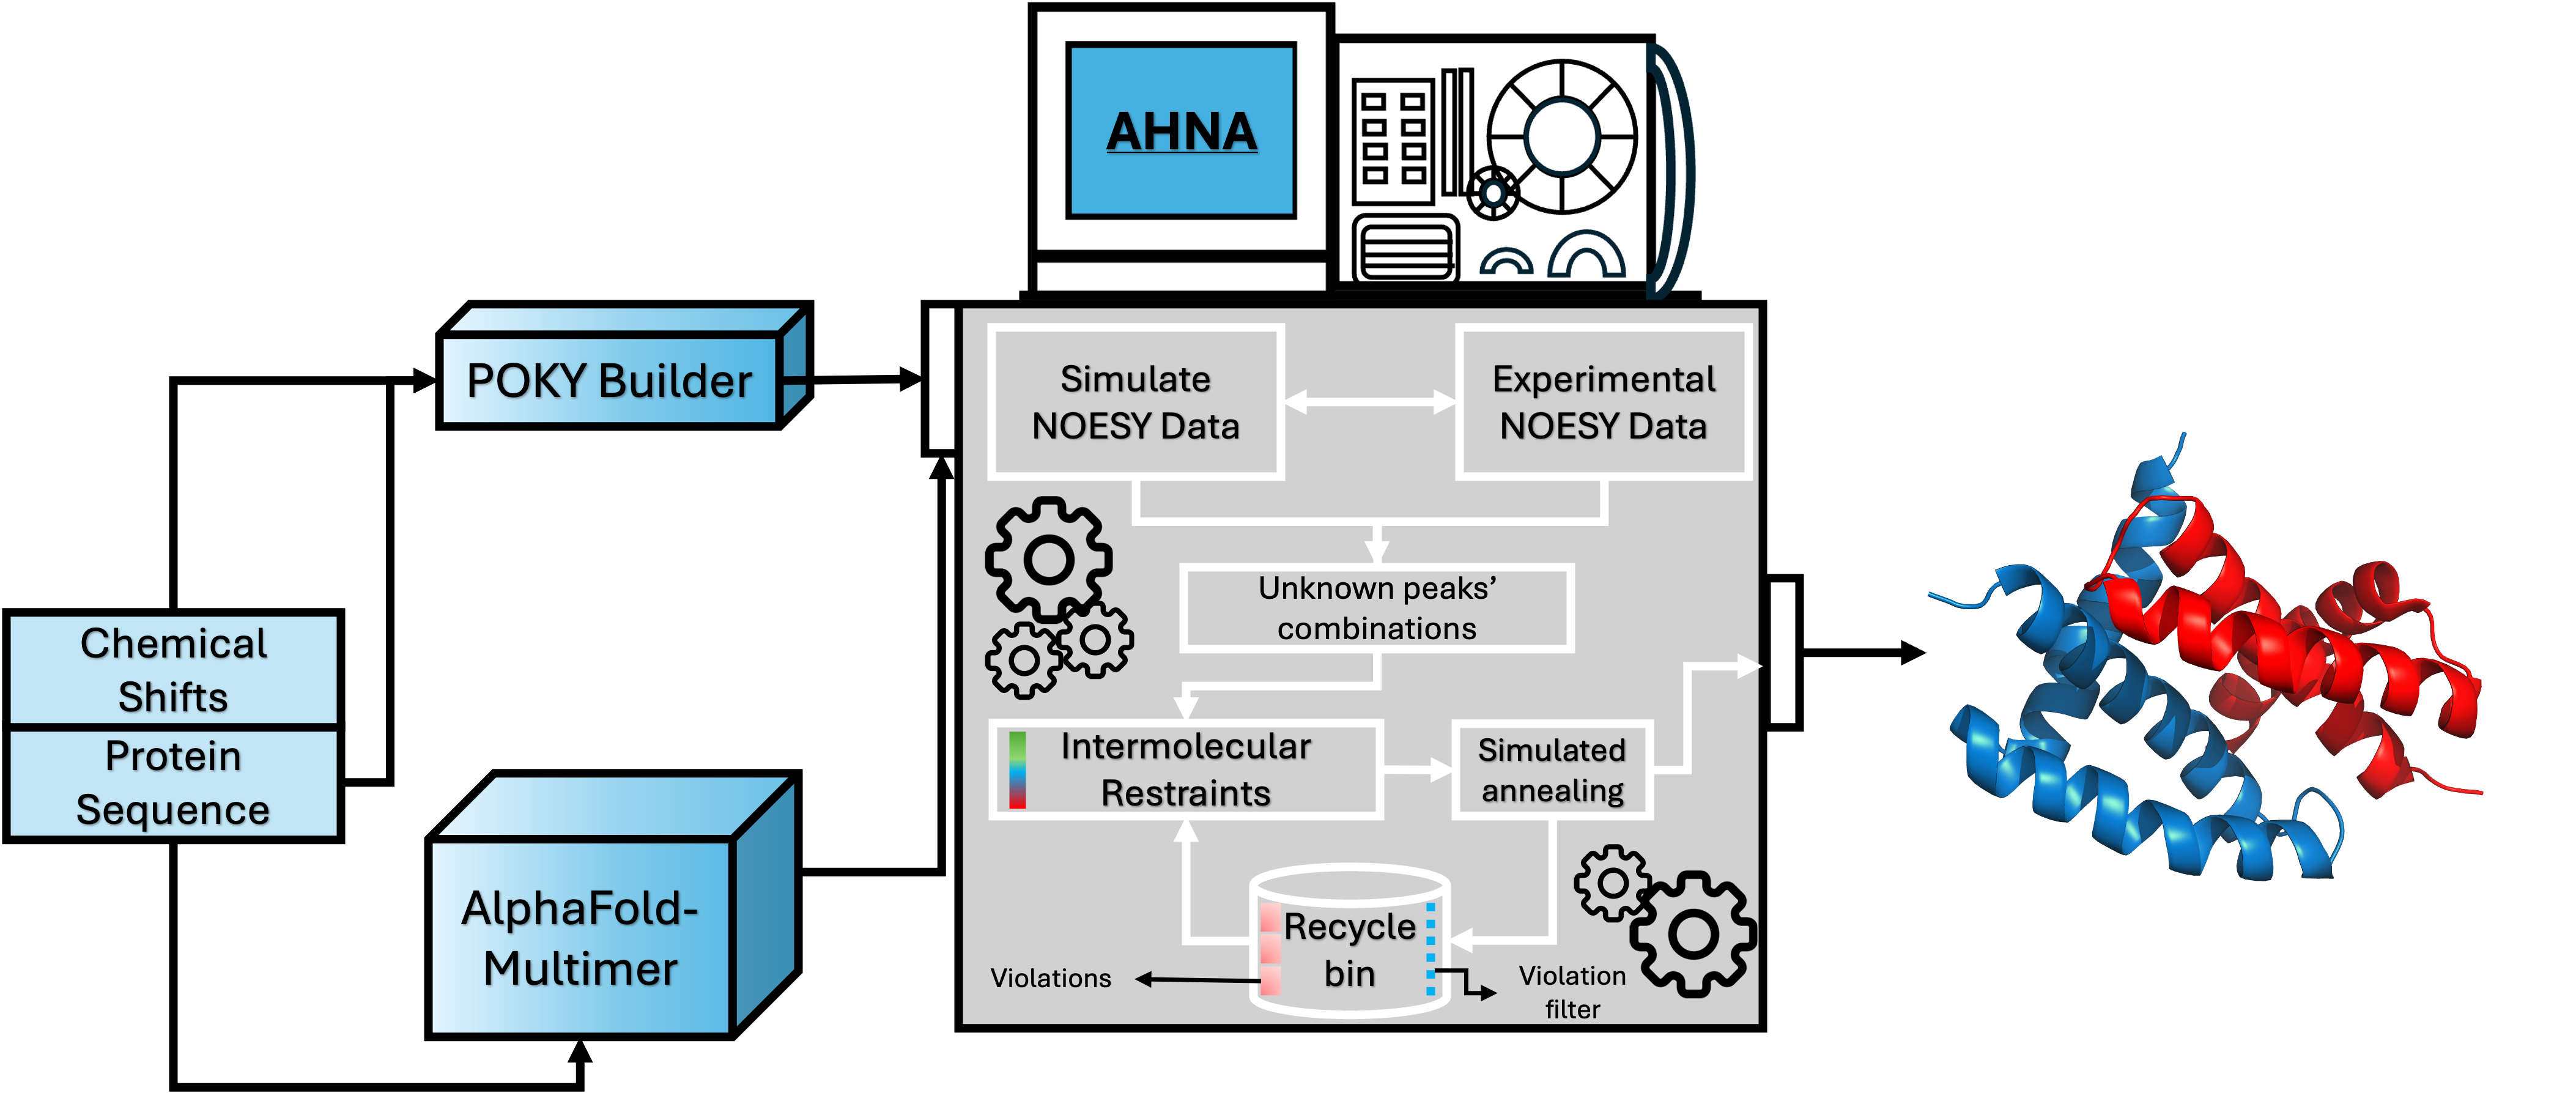 AHNA
POKY Builder
Simulate
NOESY Data
Experimental
NOESY Data
Unknown peaks’
combinations
Chemical
Shifts
Protein
Sequence
Intermolecular
Restraints
Simulated
annealing
AlphaFold-
Multimer
Recycle
bin
Violations
Violation
filter